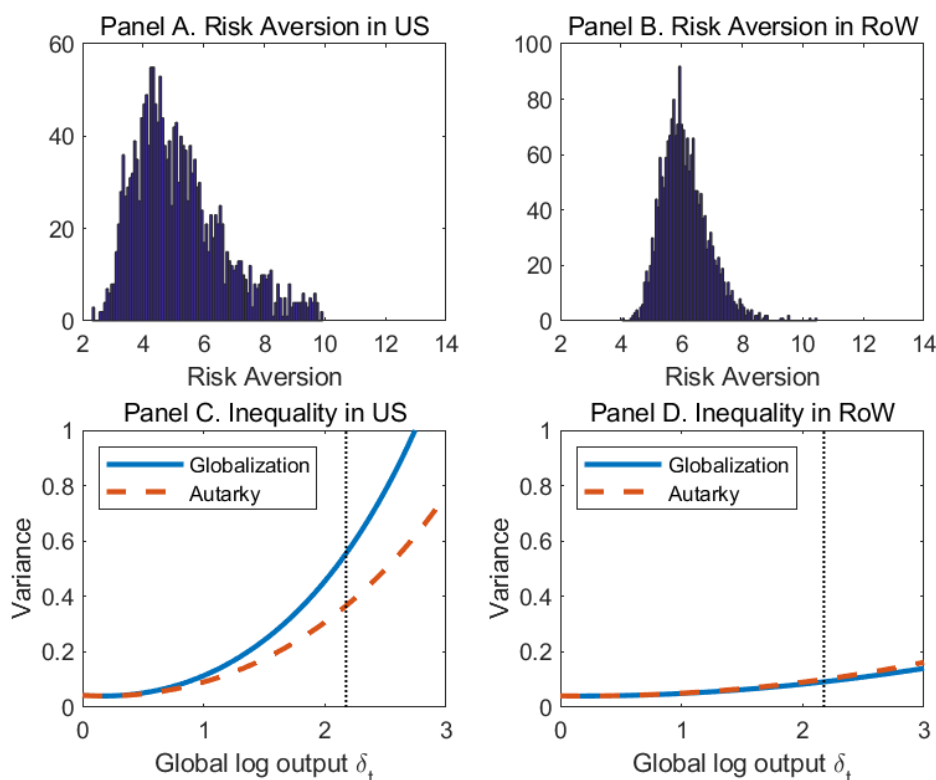 Panel A. Risk Aversion in US
60
40
20
0
2 4 6 8 10 12 14
Risk Aversion
Panel B. Risk Aversion in RoW
100
80
60
40
20
0
2 4 6 8 10 12 14
Risk Aversion
Panel C. Inequality in US
1
0.8
0.6
0.4
0.2
0
Variance
Globalization
Autarky
0 1 2 3
Global log output δt
Panel D. Inequality in RoW
1
0.8
0.6
0.4
0.2
0
Variance
Globalization
Autarky
0 1 2 3
Global log output δt